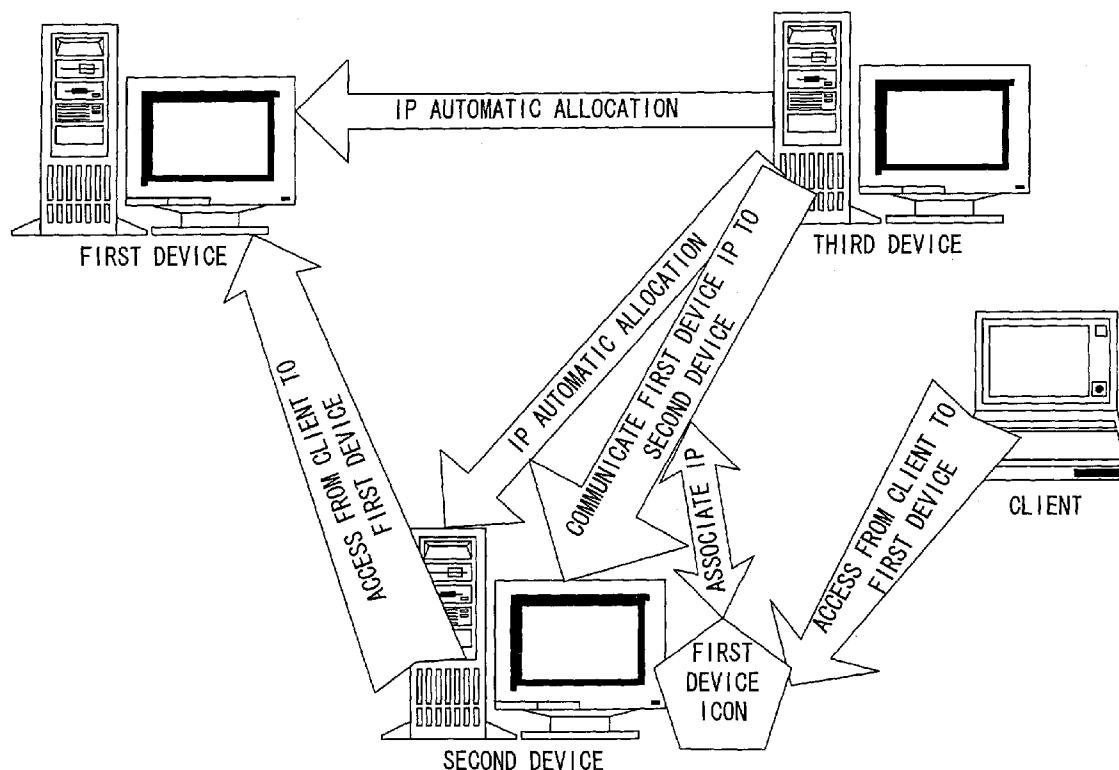 IP AUTOMATIC ALLOCATION
FIRST DEVICE
THIRD DEVICE
IP AUTOMATIC ALLOCATION
COMMUNICATE FIRST DEVICE IP TO
SECOND DEVICE
ACCESS FROM CLIENT TO
FIRST DEVICE
ASSOCIATE IP
ACCESS FROM CLIENT TO
FIRST DEVICE
CLIENT
FIRST
DEVICE
ICON
SECOND DEVICE